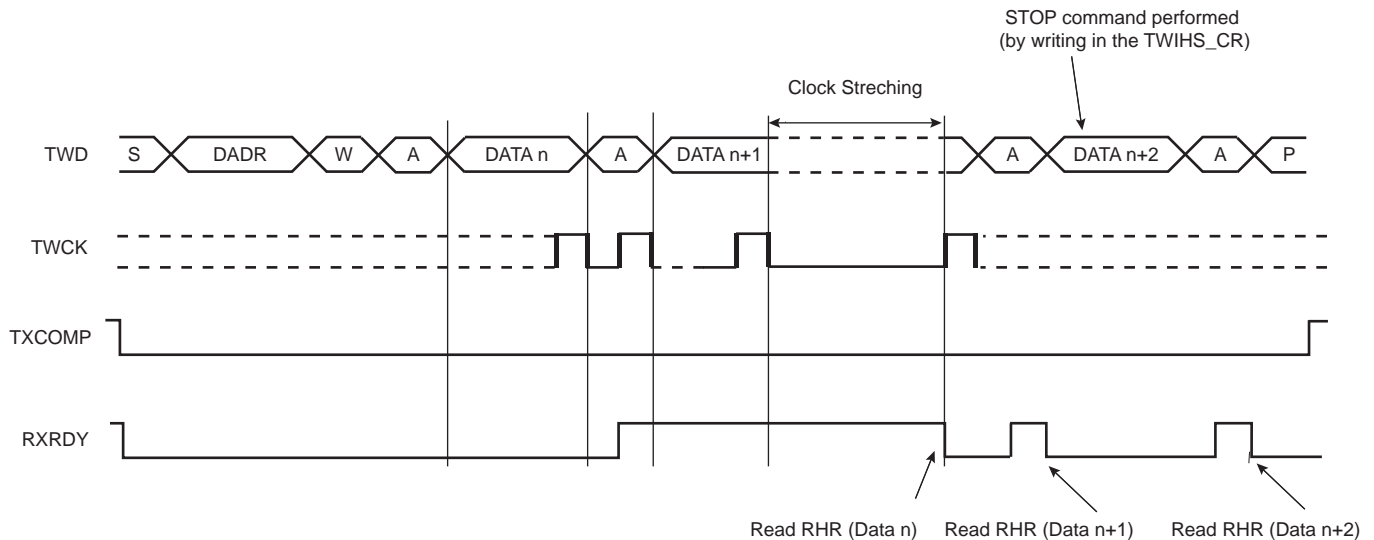 STOP command performed
(by writing in the TWIHS_CR)
Clock Streching
TWD
S
DADR
W
A
DATA n
A
DATA n+1
A
DATA n+2
A
P
TWCK
TXCOMP
RXRDY
Read RHR (Data n)
Read RHR (Data n+1)
Read RHR (Data n+2)